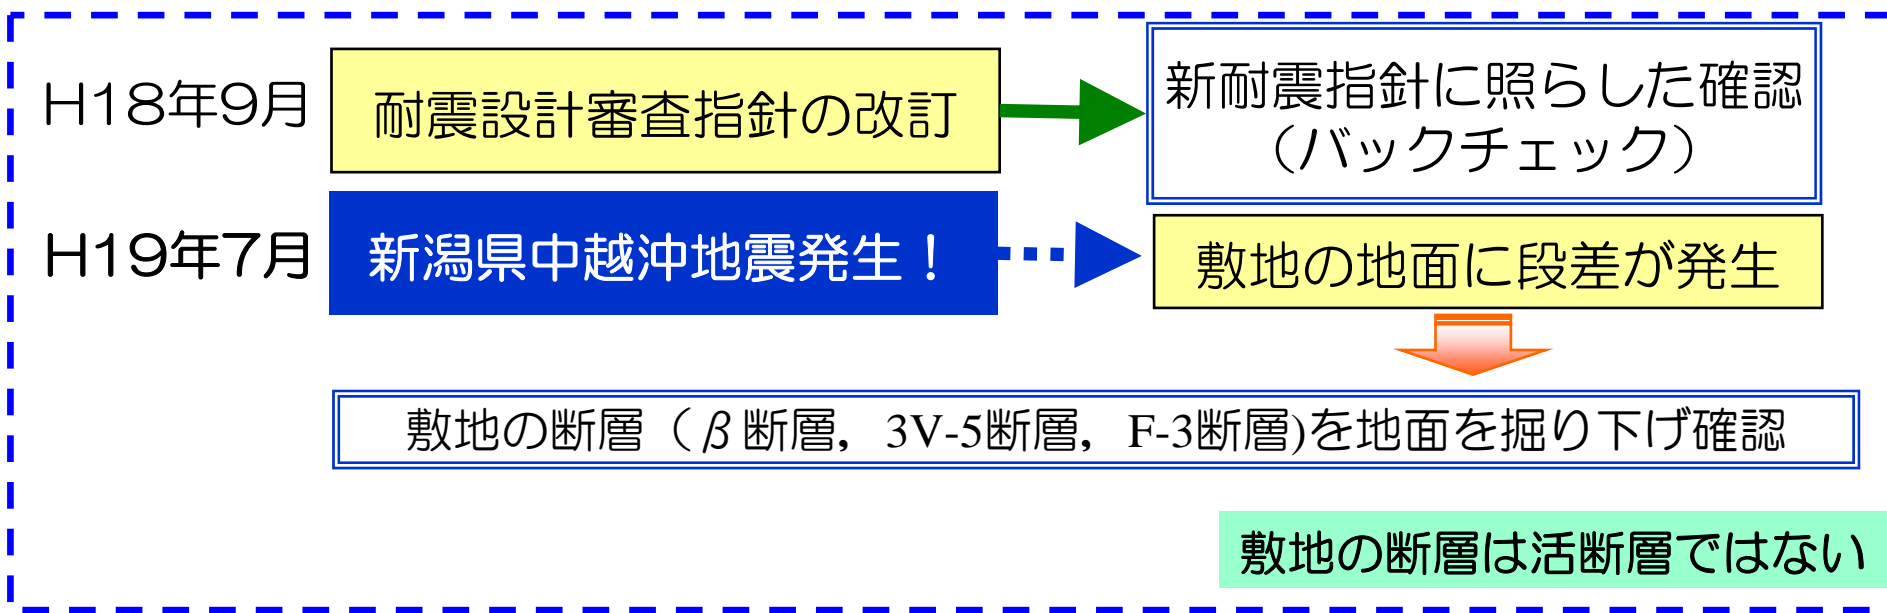 H18年9月
耐震設計審査指針の改訂
新耐震指針に照らした確認
（バックチェック）
H19年7月
新潟県中越沖地震発生！
敷地の地面に段差が発生
敷地の断層（β断層，3V-5断層，F-3断層)を地面を掘り下げ確認
敷地の断層は活断層ではない